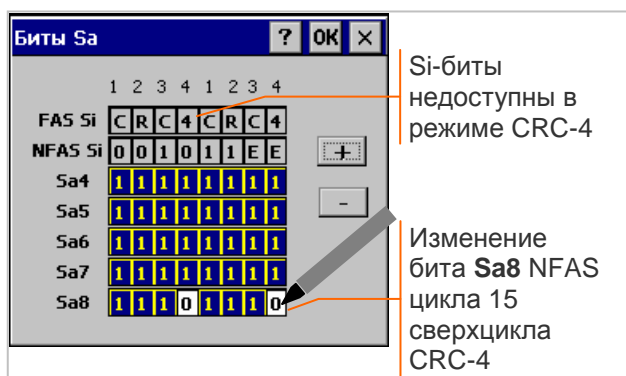 Биты Sa ? OK ×
1 2 3 4 1 2 3 4
FAS Si C R C 4 C R C 4
NFAS Si 0 0 1 0 1 1 E E
+
Sa4 1 1 1 1 1 1 1 1
Sa5 1 1 1 1 1 1 1 1
-
Sa6 1 1 1 1 1 1 1 1
Sa7 1 1 1 1 1 1 1 1
Sa8 1 1 1 0 1 1 1 0
Si-биты
недоступны в
режиме CRC-4
Изменение
бита Sa8 NFAS
цикла 15
сверхцикла
CRC-4